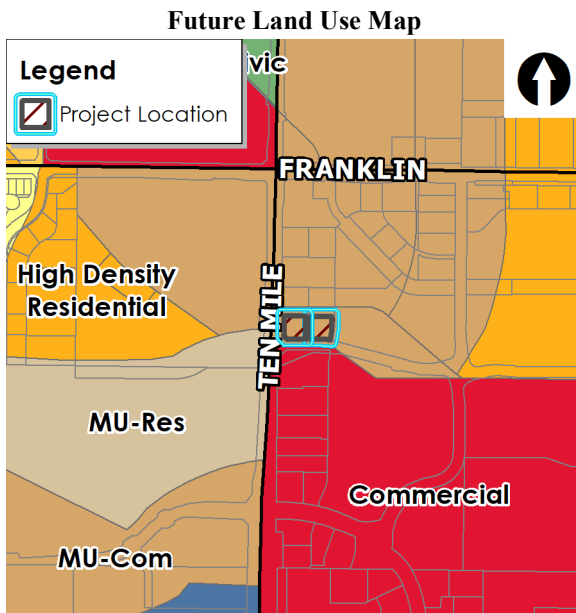 Future Land Use Map
Legend
Project Location
vic
FRANKLIN
High Density
Residential
TEN MILE
MU-Res
Commercial
MU-Com